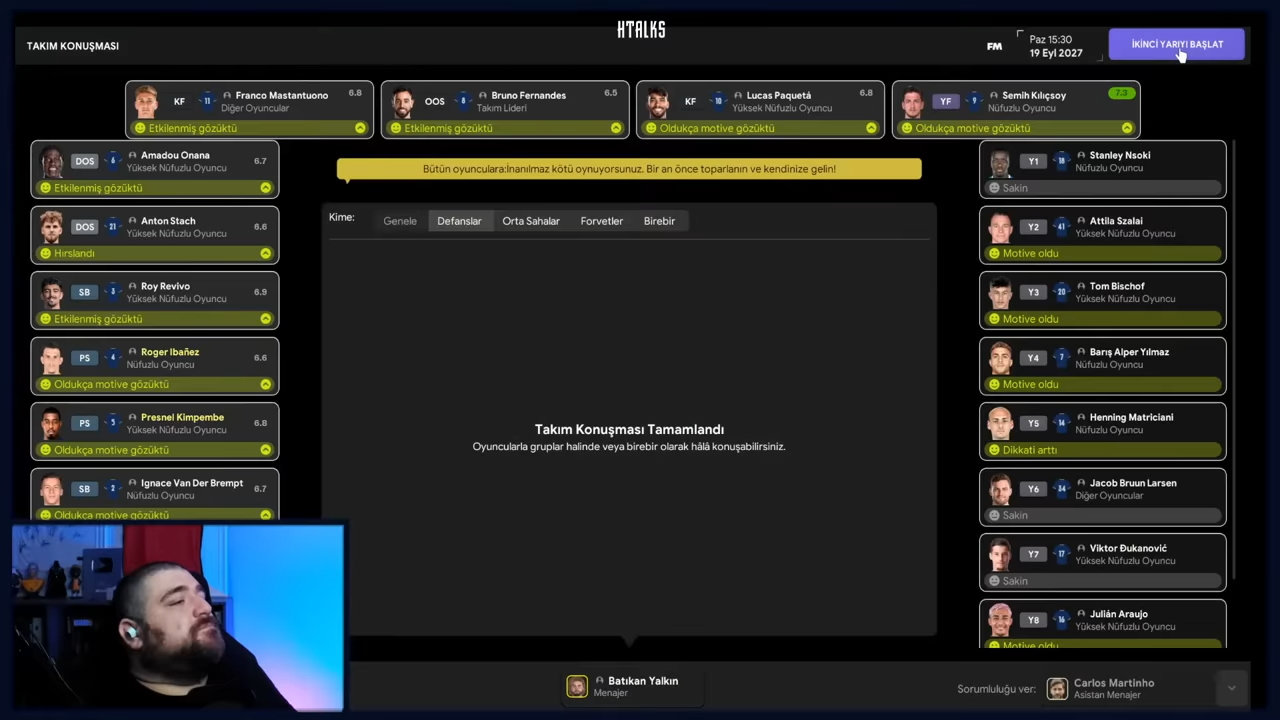 HTALKS
TAKIM KONUŞMASI
FM
Paz 15:30
19 Eyl 2027
İKİNCİ YARIYI BAŞLAT
KF
11
Franco Mastantuono
6.8
Diğer Oyuncular
Etkilenmiş gözüktü
OOS
8
Bruno Fernandes
6.5
Takım Lideri
Etkilenmiş gözüktü
KF
10
Lucas Paquetá
6.8
Yüksek Nüfuzlu Oyuncu
Oldukça motive gözüktü
YF
9
Semih Kılıçsoy
7.3
Nüfuzlu Oyuncu
Oldukça motive gözüktü
DOS
6
Amadou Onana
6.7
Yüksek Nüfuzlu Oyuncu
Etkilenmiş gözüktü
DOS
21
Anton Stach
6.6
Yüksek Nüfuzlu Oyuncu
Hırslandı
SB
3
Roy Revivo
6.9
Yüksek Nüfuzlu Oyuncu
Etkilenmiş gözüktü
PS
4
Roger Ibañez
6.6
Nüfuzlu Oyuncu
Oldukça motive gözüktü
PS
5
Presnel Kimpembe
6.8
Yüksek Nüfuzlu Oyuncu
Oldukça motive gözüktü
SB
2
Ignace Van Der Brempt
6.7
Nüfuzlu Oyuncu
Oldukça motive gözüktü
Bütün oyunculara:İnanılmaz kötü oynuyorsunuz. Bir an önce toparlanın ve kendinize gelin!
Kime:
Genele
Defanslar
Orta Sahalar
Forvetler
Birebir
Takım Konuşması Tamamlandı
Oyuncularla gruplar halinde veya birebir olarak hâlâ konuşabilirsiniz.
Y1
18
Stanley Nsoki
Nüfuzlu Oyuncu
Sakin
Y2
41
Attila Szalai
Yüksek Nüfuzlu Oyuncu
Motive oldu
Y3
20
Tom Bischof
Yüksek Nüfuzlu Oyuncu
Motive oldu
Y4
7
Barış Alper Yılmaz
Nüfuzlu Oyuncu
Motive oldu
Y5
14
Henning Matriciani
Nüfuzlu Oyuncu
Dikkati arttı
Y6
34
Jacob Bruun Larsen
Diğer Oyuncular
Sakin
Y7
17
Viktor Đukanović
Yüksek Nüfuzlu Oyuncu
Sakin
Y8
16
Julián Araujo
Yüksek Nüfuzlu Oyuncu
Motive oldu
Batıkan Yalkın
Menajer
Sorumluluğu ver:
Carlos Martinho
Asistan Menajer